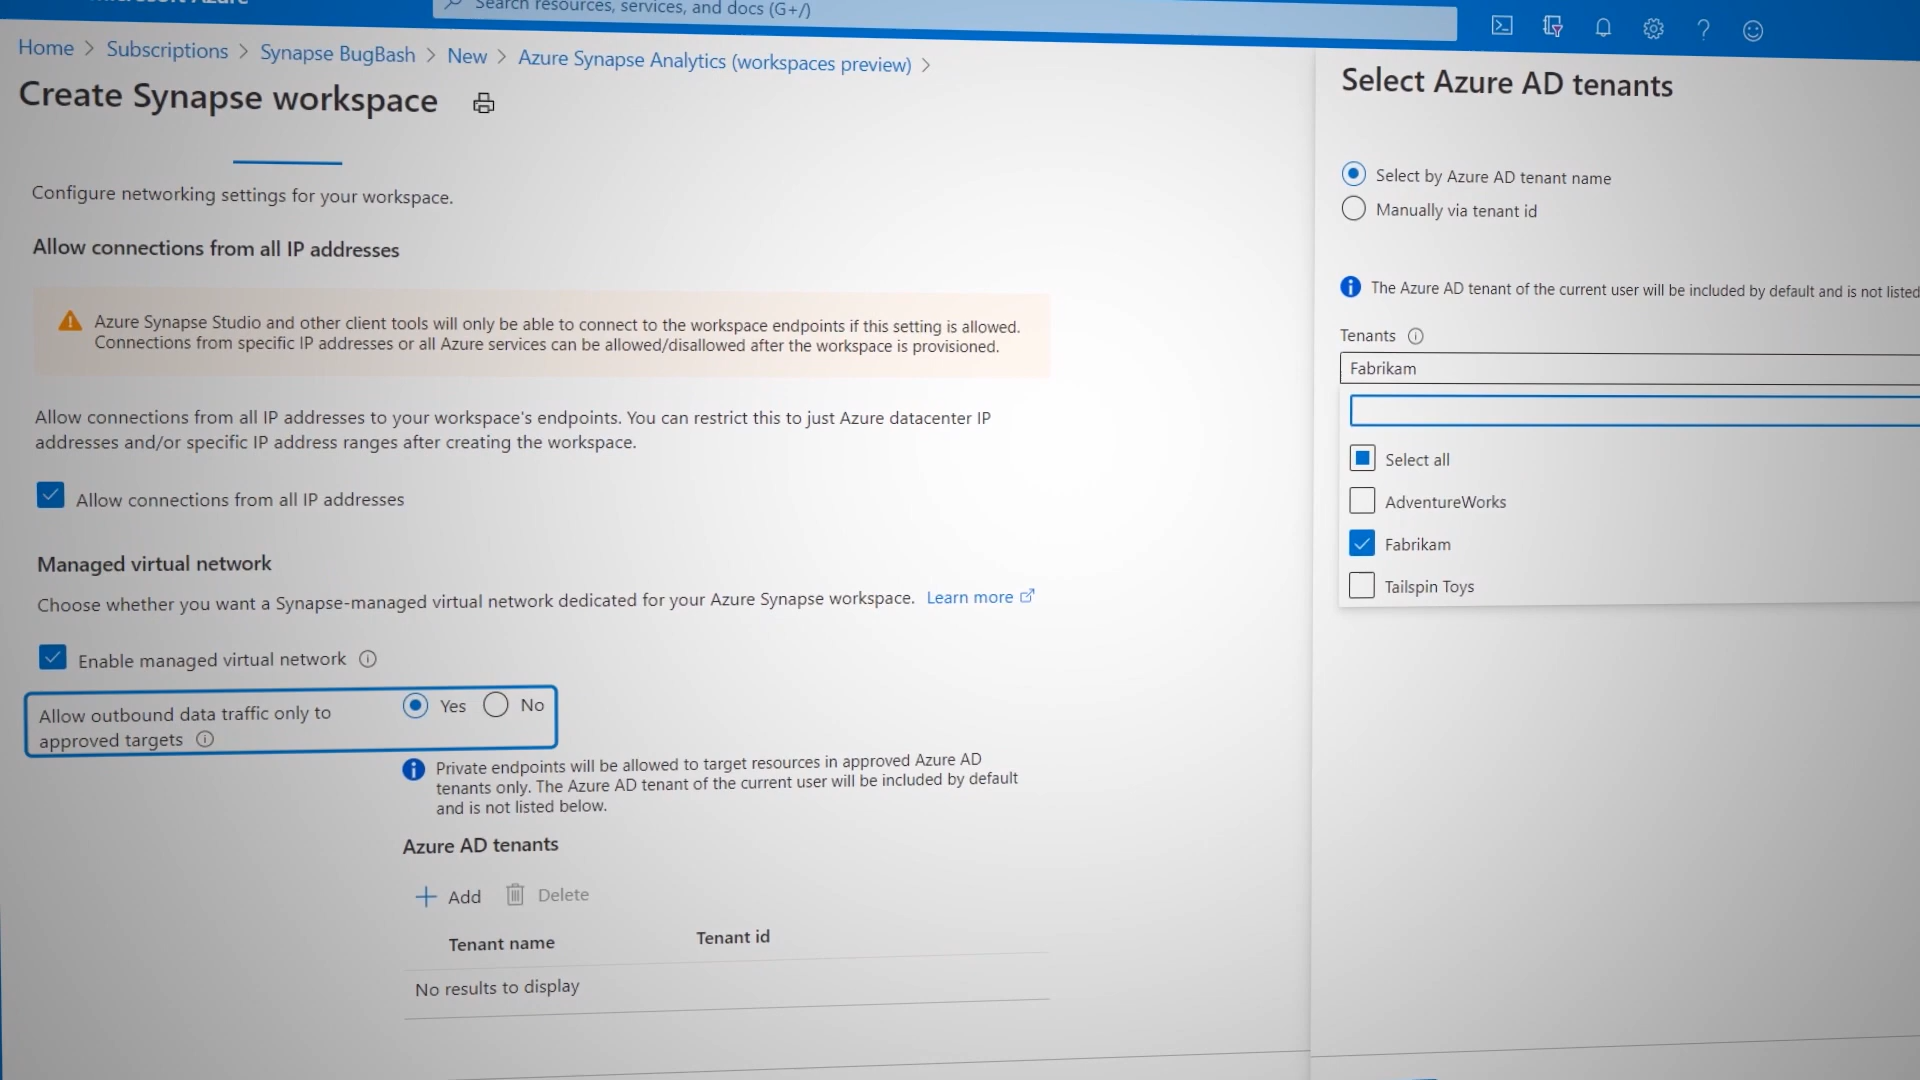 Microsoft Azure
Search resources, services, and docs (G+/)
Home > Subscriptions > Synapse BugBash > New > Azure Synapse Analytics (workspaces preview) >
Create Synapse workspace
Configure networking settings for your workspace.
Allow connections from all IP addresses
Azure Synapse Studio and other client tools will only be able to connect to the workspace endpoints if this setting is allowed.
Connections from specific IP addresses or all Azure services can be allowed/disallowed after the workspace is provisioned.
Allow connections from all IP addresses to your workspace's endpoints. You can restrict this to just Azure datacenter IP
addresses and/or specific IP address ranges after creating the workspace.
Allow connections from all IP addresses
Managed virtual network
Choose whether you want a Synapse-managed virtual network dedicated for your Azure Synapse workspace. Learn more
Enable managed virtual network
Allow outbound data traffic only to
approved targets
Yes
No
Private endpoints will be allowed to target resources in approved Azure AD
tenants only. The Azure AD tenant of the current user will be included by default
and is not listed below.
Azure AD tenants
Add
Delete
Tenant name
Tenant id
No results to display
Select Azure AD tenants
Select by Azure AD tenant name
Manually via tenant id
The Azure AD tenant of the current user will be included by default and is not listed
Tenants
Fabrikam
Select all
AdventureWorks
Fabrikam
Tailspin Toys